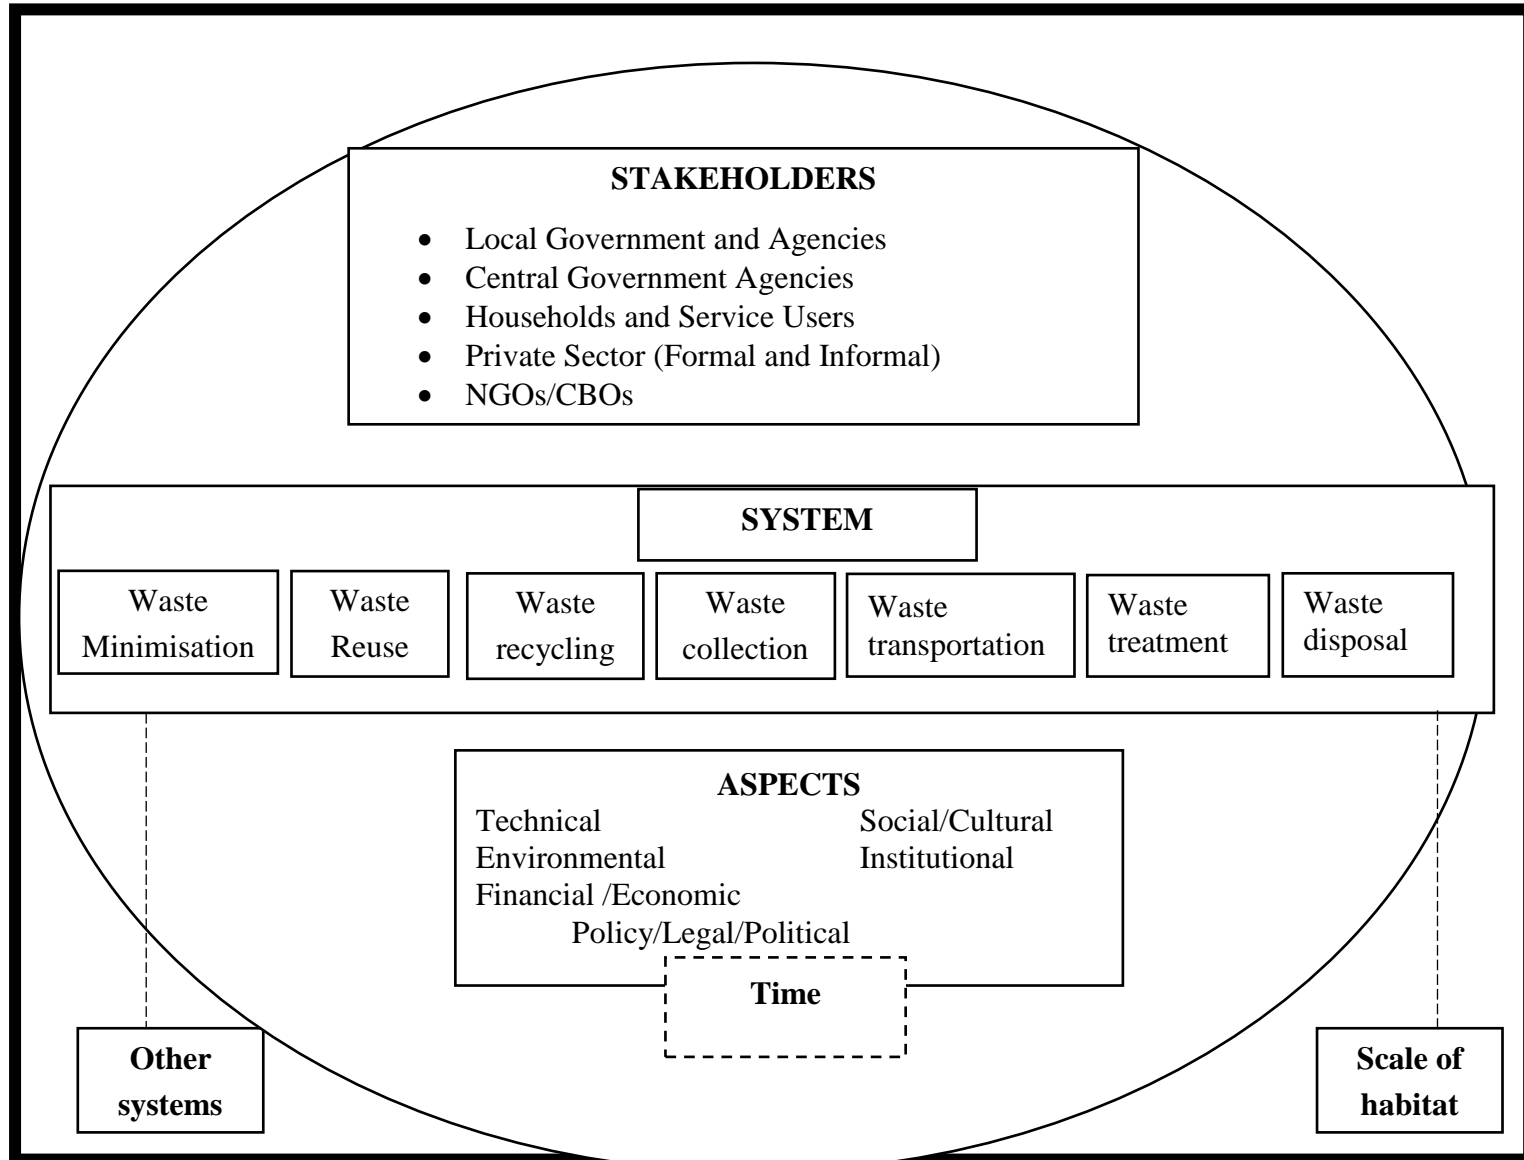 STAKEHOLDERS
• Local Government and Agencies
• Central Government Agencies
• Households and Service Users
• Private Sector (Formal and Informal)
• NGOs/CBOs
SYSTEM
Waste
Minimisation
Waste
Reuse
Waste
recycling
Waste
collection
Waste
transportation
Waste
treatment
Waste
disposal
ASPECTS
Technical Social/Cultural
Environmental Institutional
Financial /Economic
Policy/Legal/Political
Time
Other
systems
Scale of
habitat